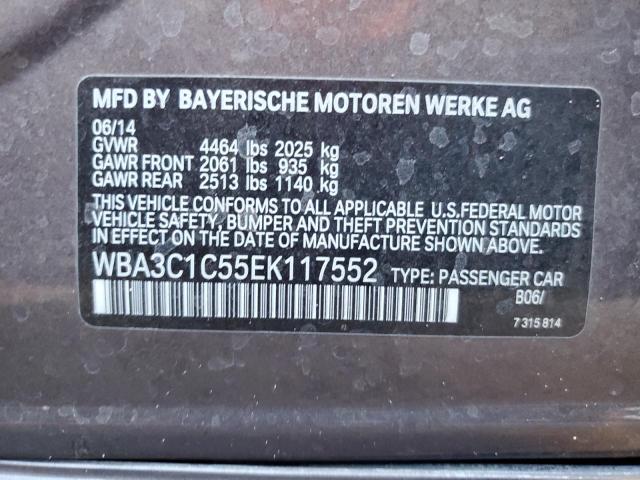 MFD BY BAYERISCHE MOTOREN WERKE AG
06/14
GVWR 4464 lbs 2025 kg
GAWR FRONT 2061 lbs 935 kg
GAWR REAR 2513 lbs 1140 kg
THIS VEHICLE CONFORMS TO ALL APPLICABLE U.S.FEDERAL MOTOR
VEHICLE SAFETY, BUMPER AND THEFT PREVENTION STANDARDS
IN EFFECT ON THE DATE OF MANUFACTURE SHOWN ABOVE.
WBA3C1C55EK117552 TYPE: PASSENGER CAR
B06/
7 315 814